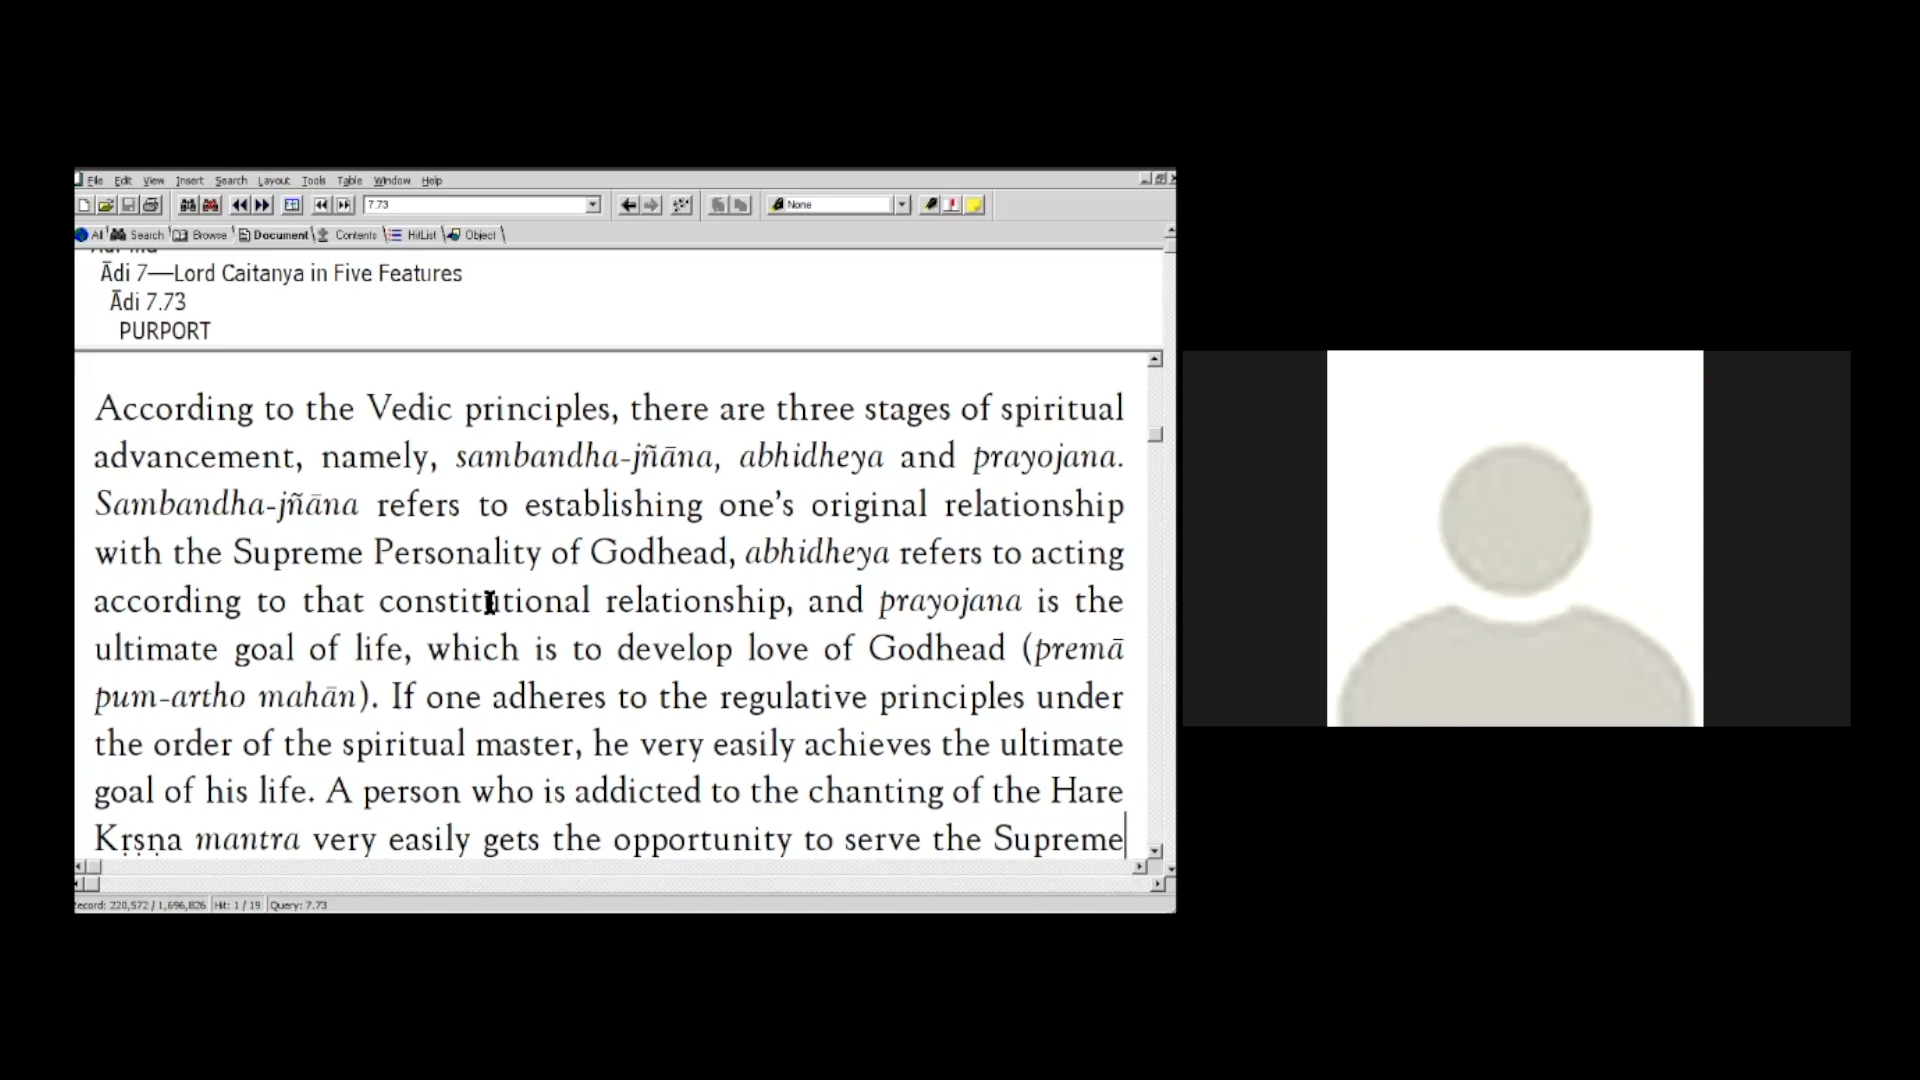 File Edit View Insert Search Layout Tools Table Window Help
7.73 None
All Search Browse Document Contents HitList Object
Ādi 7—Lord Caitanya in Five Features
Ādi 7.73
PURPORT
According to the Vedic principles, there are three stages of spiritual
advancement, namely, sambandha-jñāna, abhidheya and prayojana.
Sambandha-jñāna refers to establishing one’s original relationship
with the Supreme Personality of Godhead, abhidheya refers to acting
according to that constitutional relationship, and prayojana is the
ultimate goal of life, which is to develop love of Godhead (premā
pum-artho mahān). If one adheres to the regulative principles under
the order of the spiritual master, he very easily achieves the ultimate
goal of his life. A person who is addicted to the chanting of the Hare
Kṛṣṇa mantra very easily gets the opportunity to serve the Supreme
ecord: 220,572 / 1,696,826 Hit: 1 / 19 Query: 7.73